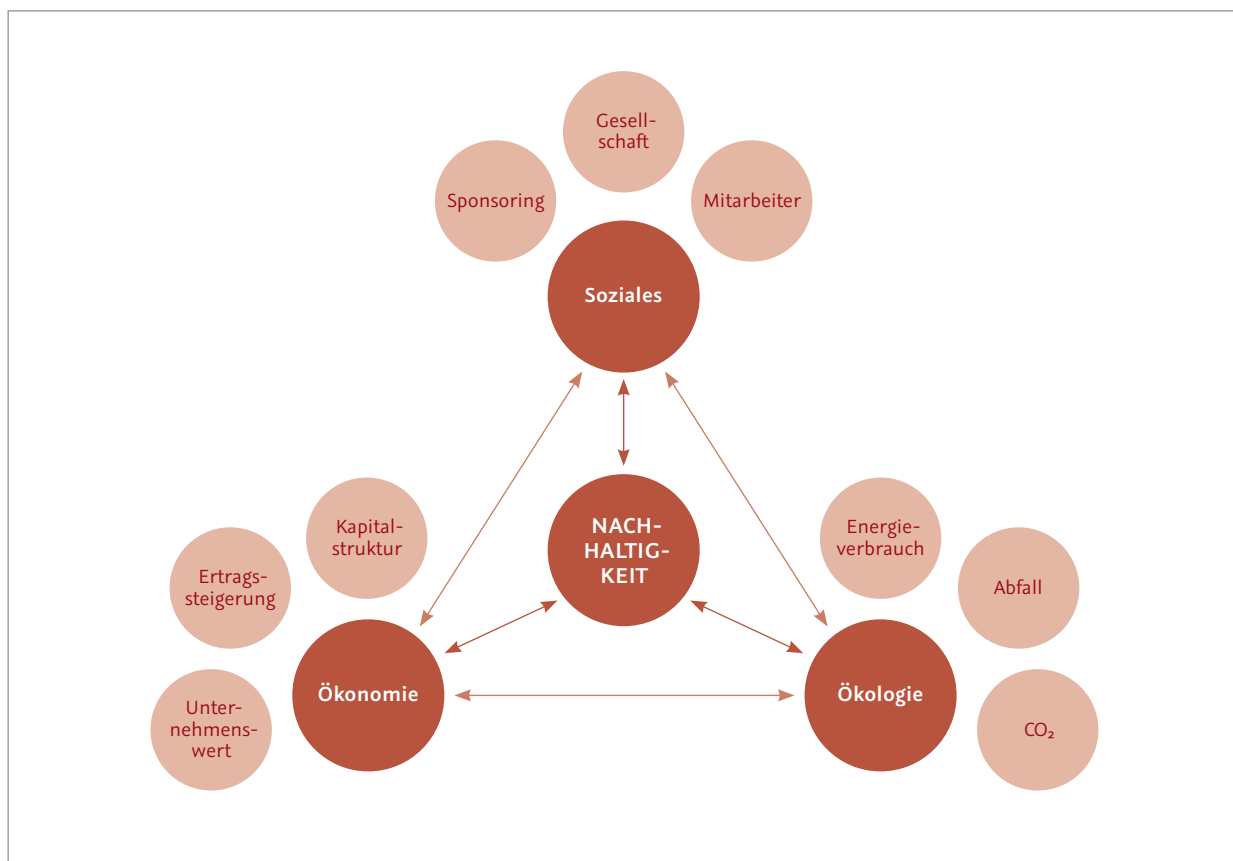 Gesell-
schaft
Sponsoring
Mitarbeiter
Soziales
Kapital-
struktur
Ertrags-
steigerung
Unter-
nehmens-
wert
Ökonomie
NACH-
HALTIG-
KEIT
Energie-
verbrauch
Abfall
Ökologie
CO₂